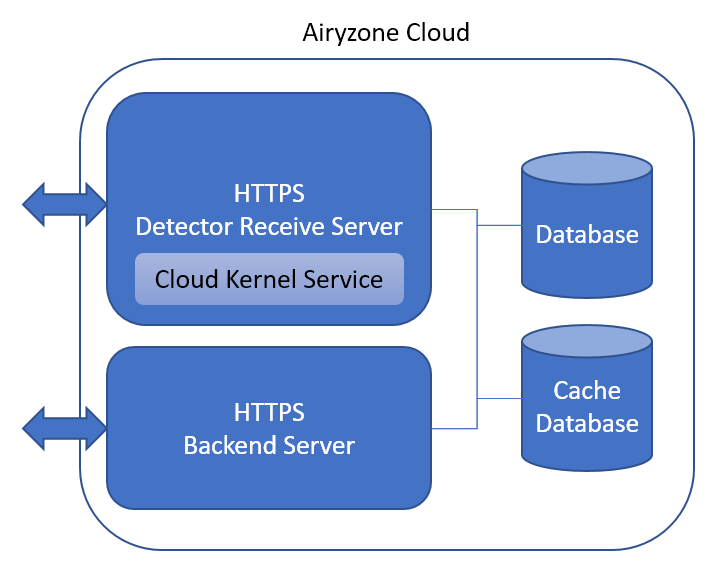 Airyzone Cloud
HTTPS
Detector Receive Server
Cloud Kernel Service
Database
HTTPS
Backend Server
Cache
Database